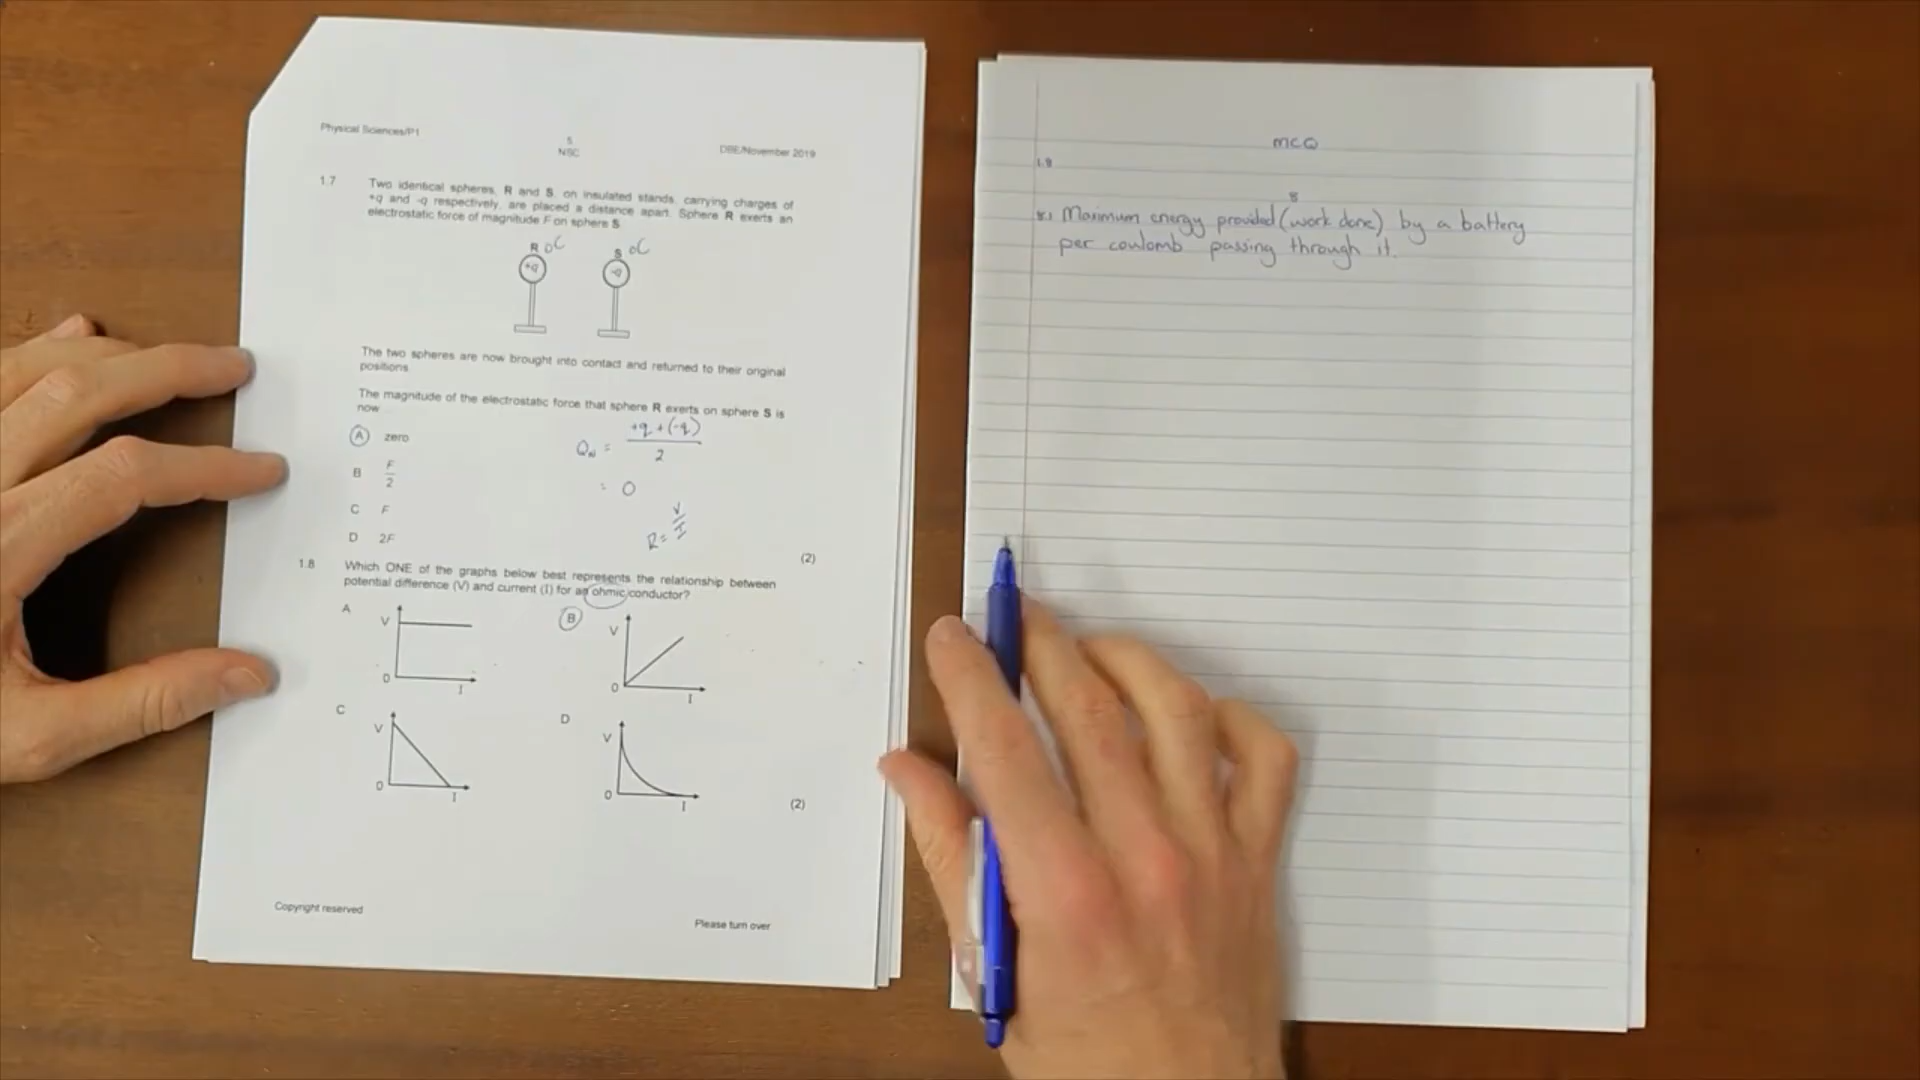 Physical Sciences/P1
5
NSC
DBE/November 2019
1.7 Two identical spheres, R and S, on insulated stands, carrying charges of
+q and -q respectively, are placed a distance apart. Sphere R exerts an
electrostatic force of magnitude F on sphere S.
R 0C
S 0C
+q
-q
The two spheres are now brought into contact and returned to their original
positions.
The magnitude of the electrostatic force that sphere R exerts on sphere S is
now ...
A zero
B F/2
C F
D 2F
(2)
QN = +q + (-q)
2
= 0
R = V/I
1.8 Which ONE of the graphs below best represents the relationship between
potential difference (V) and current (I) for an ohmic conductor?
A
V
0
I
B
V
0
I
C
V
0
I
D
V
0
I
(2)
Copyright reserved
Please turn over
MCQ
1.8
8
8.1 Maximum energy provided (work done) by a battery
per coulomb passing through it.